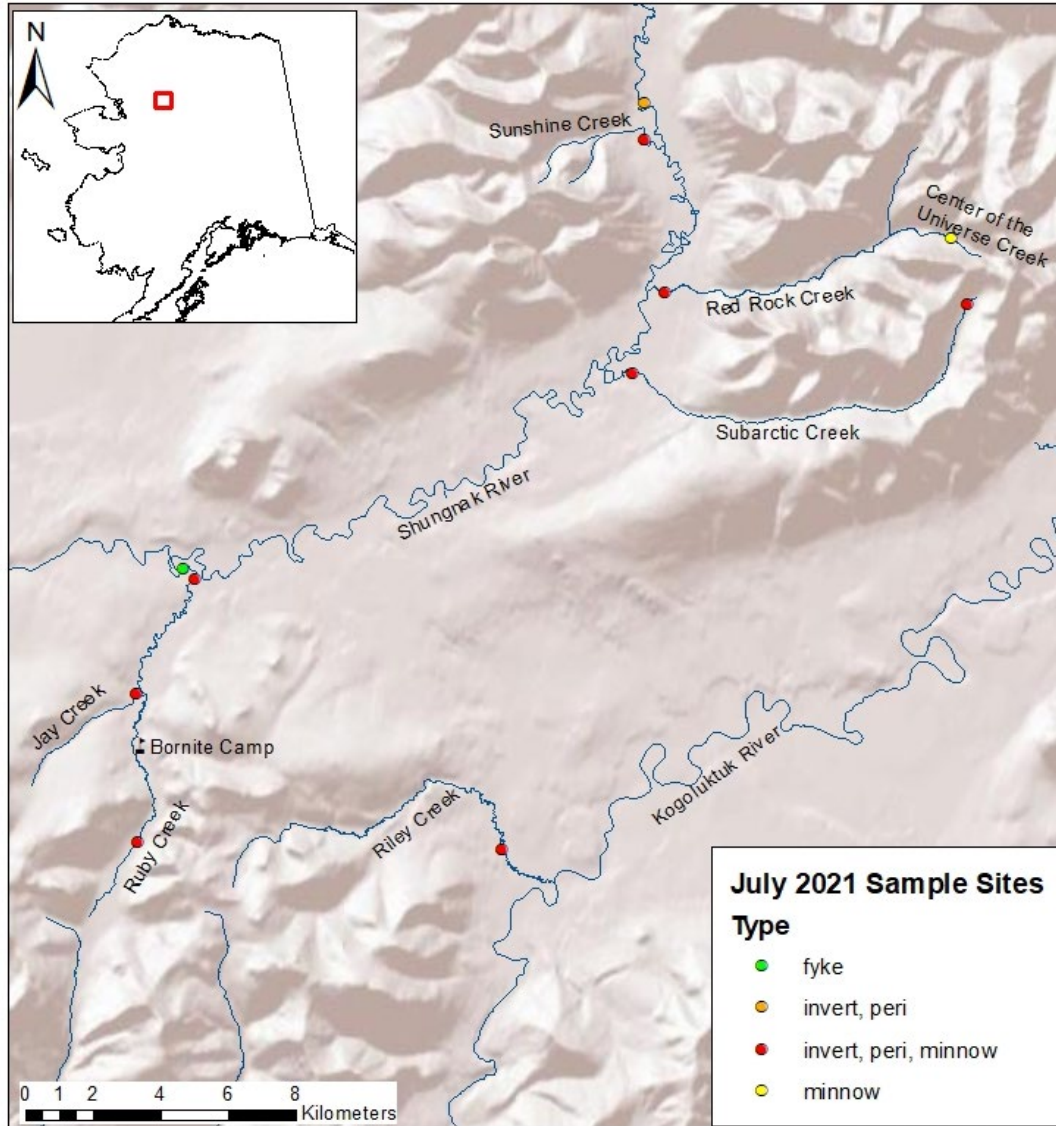 N
Sunshine Creek
Center of the
Universe Creek
Red Rock Creek
Subarctic Creek
Shungnak River
Jay Creek
Bornite Camp
Ruby Creek
Riley Creek
Kogoluktuk River
July 2021 Sample Sites
Type
fyke
invert, peri
invert, peri, minnow
minnow
0 1 2 4 6 8
Kilometers